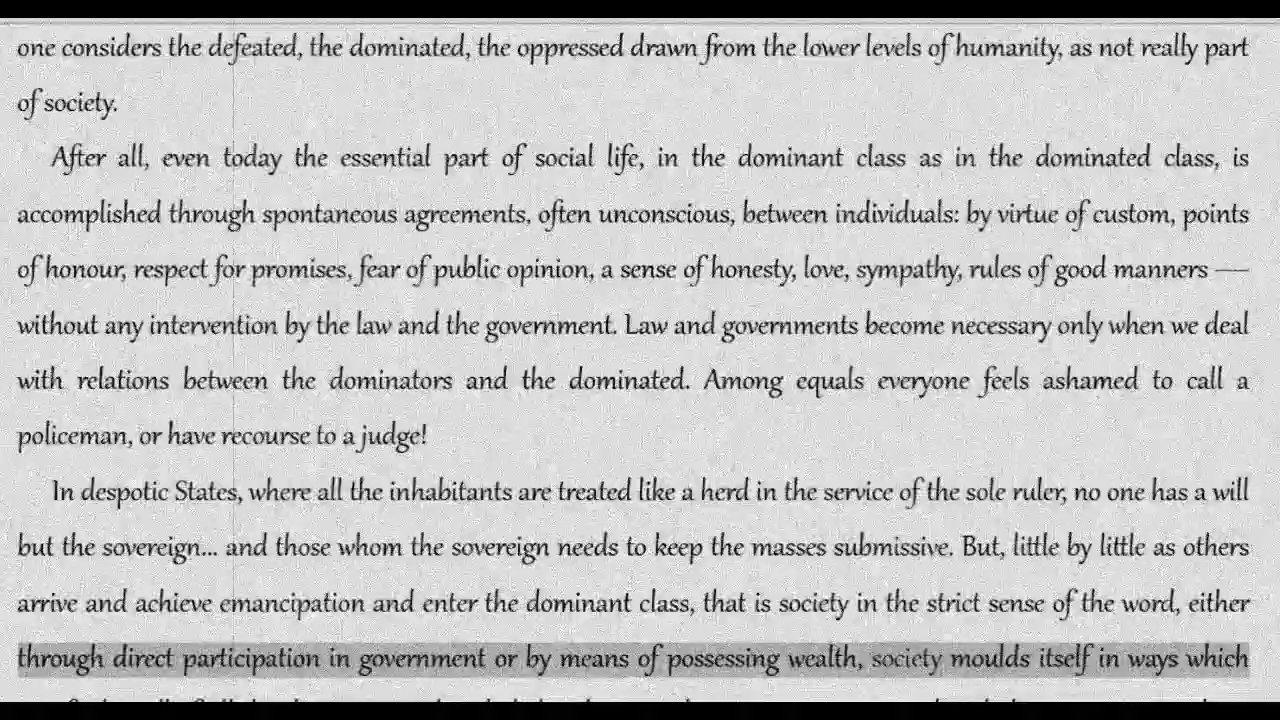 one considers the defeated, the dominated, the oppressed drawn from the lower levels of humanity, as not really part
of society.
After all, even today the essential part of social life, in the dominant class as in the dominated class, is
accomplished through spontaneous agreements, often unconscious, between individuals: by virtue of custom, points
of honour, respect for promises, fear of public opinion, a sense of honesty, love, sympathy, rules of good manners —
without any intervention by the law and the government. Law and governments become necessary only when we deal
with relations between the dominators and the dominated. Among equals everyone feels ashamed to call a
policeman, or have recourse to a judge!
In despotic States, where all the inhabitants are treated like a herd in the service of the sole ruler, no one has a will
but the sovereign... and those whom the sovereign needs to keep the masses submissive. But, little by little as others
arrive and achieve emancipation and enter the dominant class, that is society in the strict sense of the word, either
through direct participation in government or by means of possessing wealth, society moulds itself in ways which